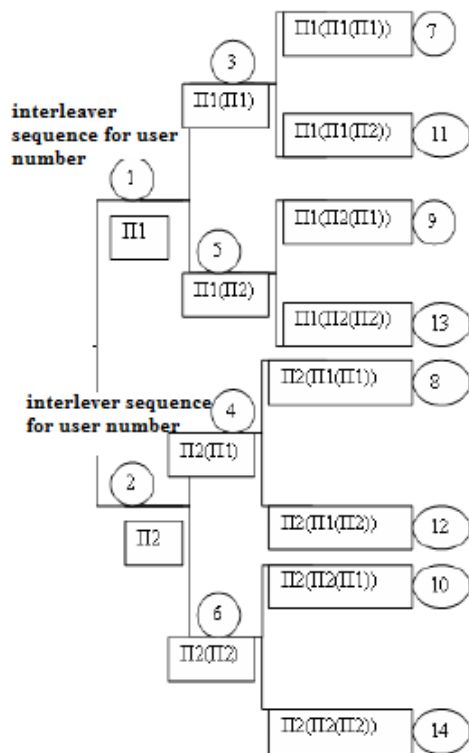 Π1(Π1(Π1))
7
3
Π1(Π1)
interleaver
sequence for user
number
Π1(Π1(Π2))
11
1
Π1
Π1(Π2(Π1))
9
5
Π1(Π2)
Π1(Π2(Π2))
13
Π2(Π1(Π1))
8
interlever sequence
for user number
4
Π2(Π1)
2
Π2
Π2(Π1(Π2))
12
Π2(Π2(Π1))
10
6
Π2(Π2)
Π2(Π2(Π2))
14